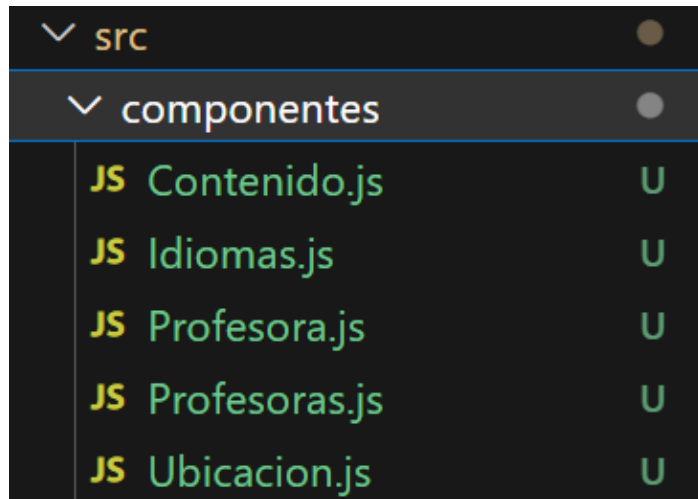 src
componentes
JS Contenido.js U
JS Idiomas.js U
JS Profesora.js U
JS Profesoras.js U
JS Ubicacion.js U